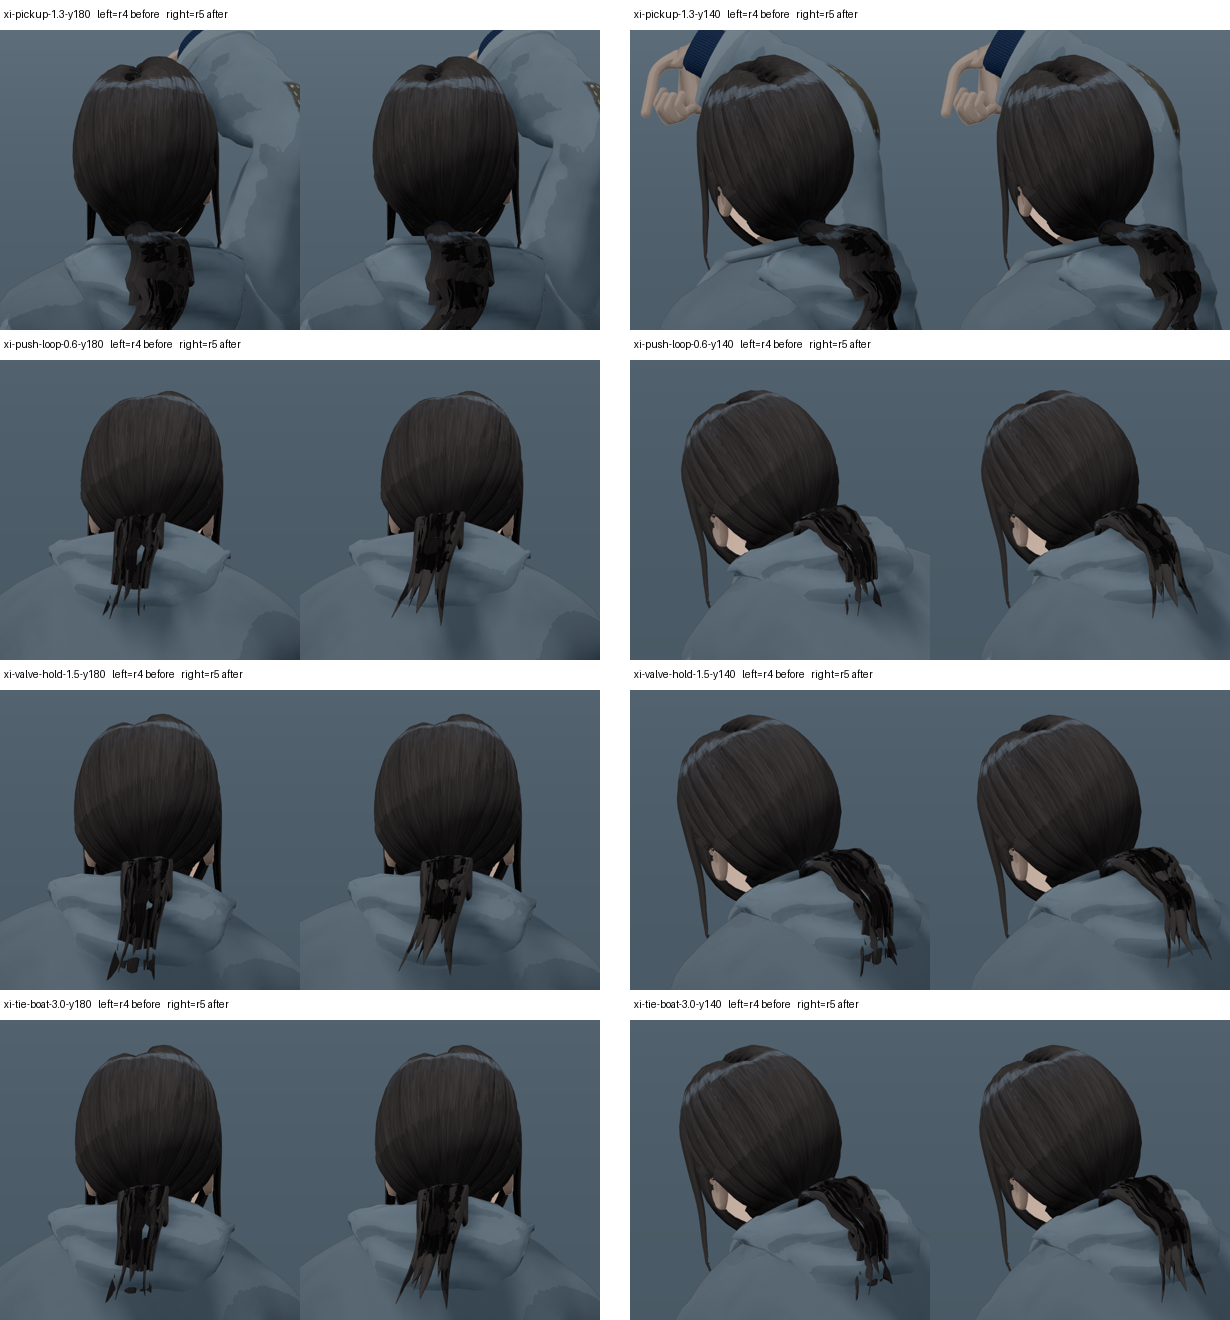 xi-pickup-1.3-y180 left=r4 before right=r5 after
xi-pickup-1.3-y140 left=r4 before right=r5 after
xi-push-loop-0.6-y180 left=r4 before right=r5 after
xi-push-loop-0.6-y140 left=r4 before right=r5 after
xi-valve-hold-1.5-y180 left=r4 before right=r5 after
xi-valve-hold-1.5-y140 left=r4 before right=r5 after
xi-tie-boat-3.0-y180 left=r4 before right=r5 after
xi-tie-boat-3.0-y140 left=r4 before right=r5 after